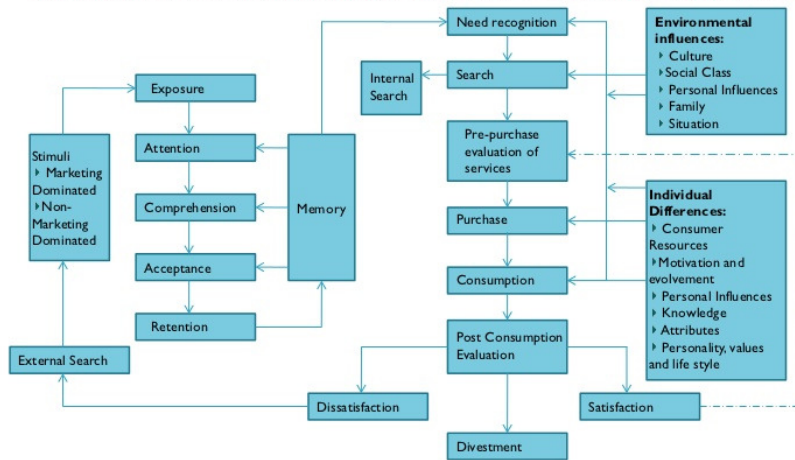 Need recognition
Environmental
influences:
Culture
Social Class
Personal Influences
Family
Situation
Internal
Search
Search
Exposure
Stimuli
Marketing
Dominated
Non-
Marketing
Dominated
Attention
Memory
Pre-purchase
evaluation of
services
Comprehension
Purchase
Individual
Differences:
Consumer
Resources
Motivation and
evolvement
Personal Influences
Knowledge
Attributes
Personality, values
and life style
Acceptance
Consumption
Retention
Post Consumption
Evaluation
External Search
Dissatisfaction
Satisfaction
Divestment